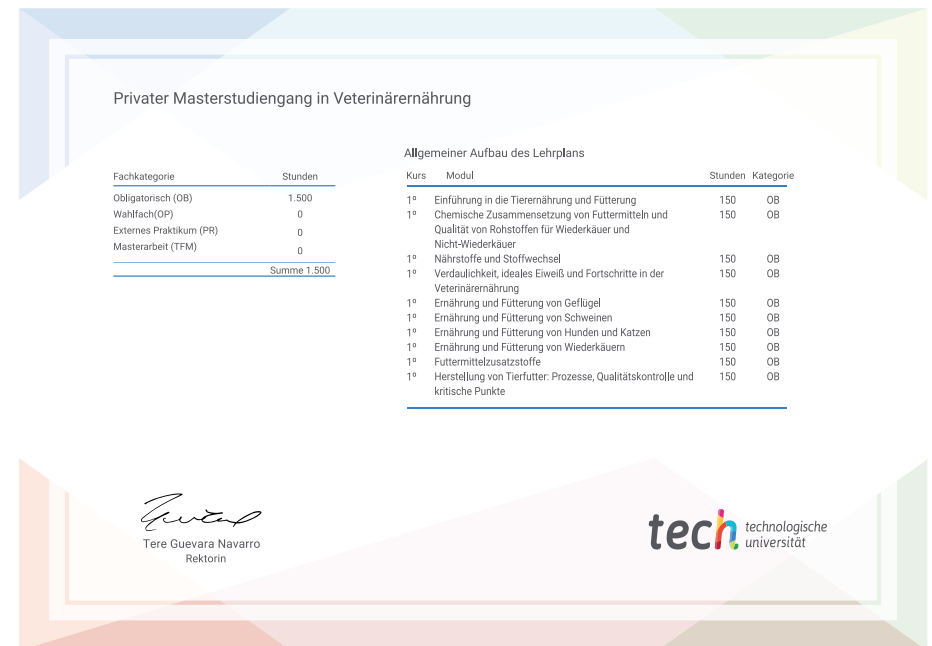 Privater Masterstudiengang in Veterinärernährung
Fachkategorie Stunden
Obligatorisch (OB) 1.500
Wahlfach(OP) 0
Externes Praktikum (PR) 0
Masterarbeit (TFM) 0
Summe 1.500
Allgemeiner Aufbau des Lehrplans
Kurs Modul Stunden Kategorie
1º Einführung in die Tierernährung und Fütterung 150 OB
1º Chemische Zusammensetzung von Futtermitteln und 150 OB
Qualität von Rohstoffen für Wiederkäuer und
Nicht-Wiederkäuer
1º Nährstoffe und Stoffwechsel 150 OB
1º Verdaulichkeit, ideales Eiweiß und Fortschritte in der 150 OB
Veterinärernährung
1º Ernährung und Fütterung von Geflügel 150 OB
1º Ernährung und Fütterung von Schweinen 150 OB
1º Ernährung und Fütterung von Hunden und Katzen 150 OB
1º Ernährung und Fütterung von Wiederkäuern 150 OB
1º Futtermittelzusatzstoffe 150 OB
1º Herstellung von Tierfutter: Prozesse, Qualitätskontrolle und 150 OB
kritische Punkte
Tere Guevara Navarro
Rektorin
tech technologische
universität